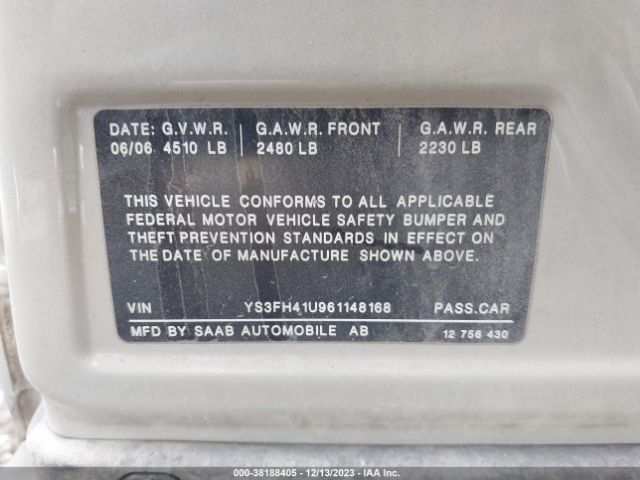 DATE: G.V.W.R. G.A.W.R. FRONT G.A.W.R. REAR
06/06 4510 LB 2480 LB 2230 LB
THIS VEHICLE CONFORMS TO ALL APPLICABLE
FEDERAL MOTOR VEHICLE SAFETY BUMPER AND
THEFT PREVENTION STANDARDS IN EFFECT ON
THE DATE OF MANUFACTURE SHOWN ABOVE.
VIN YS3FH41U961148168 PASS.CAR
MFD BY SAAB AUTOMOBILE AB 12 756 430
000-38188405 - 12/13/2023 - IAA Inc.